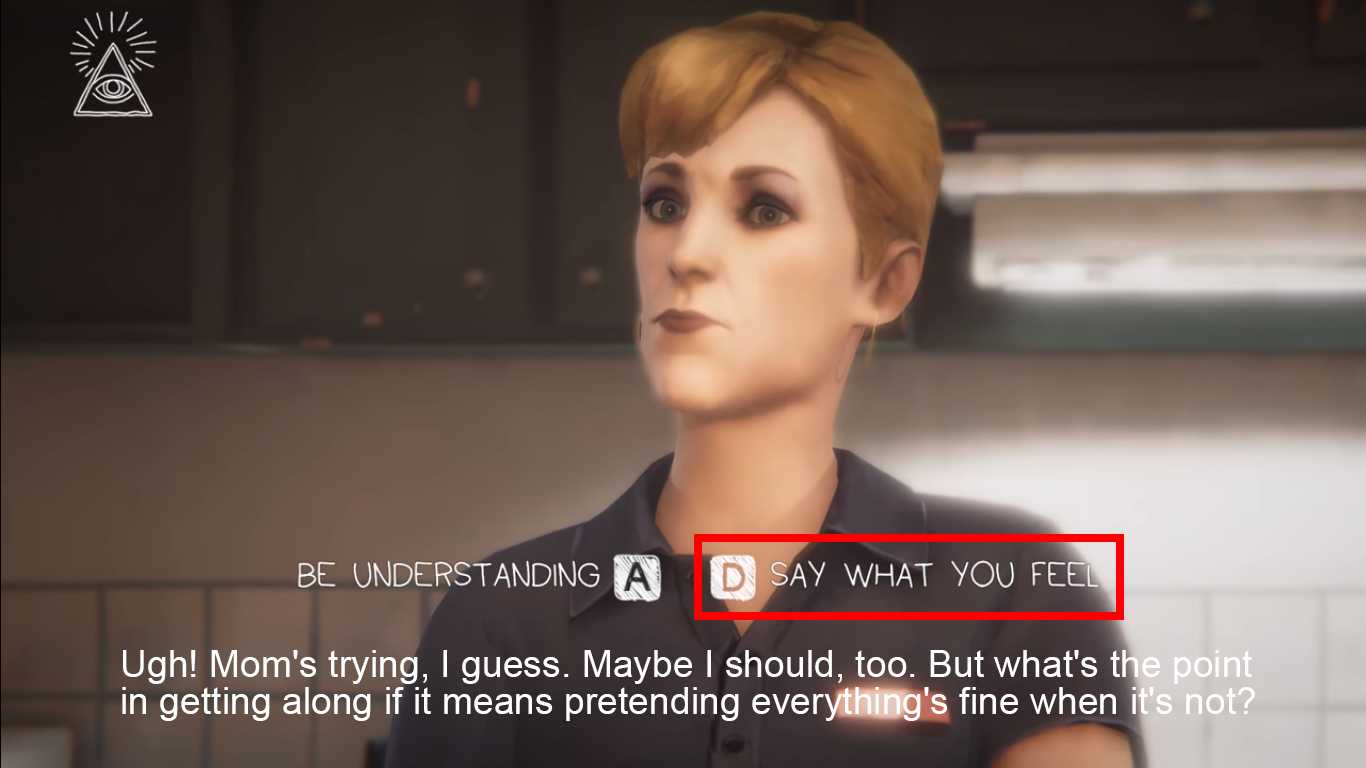 BE UNDERSTANDING A D SAY WHAT YOU FEEL
Ugh! Mom's trying, I guess. Maybe I should, too. But what's the point
in getting along if it means pretending everything's fine when it's not?